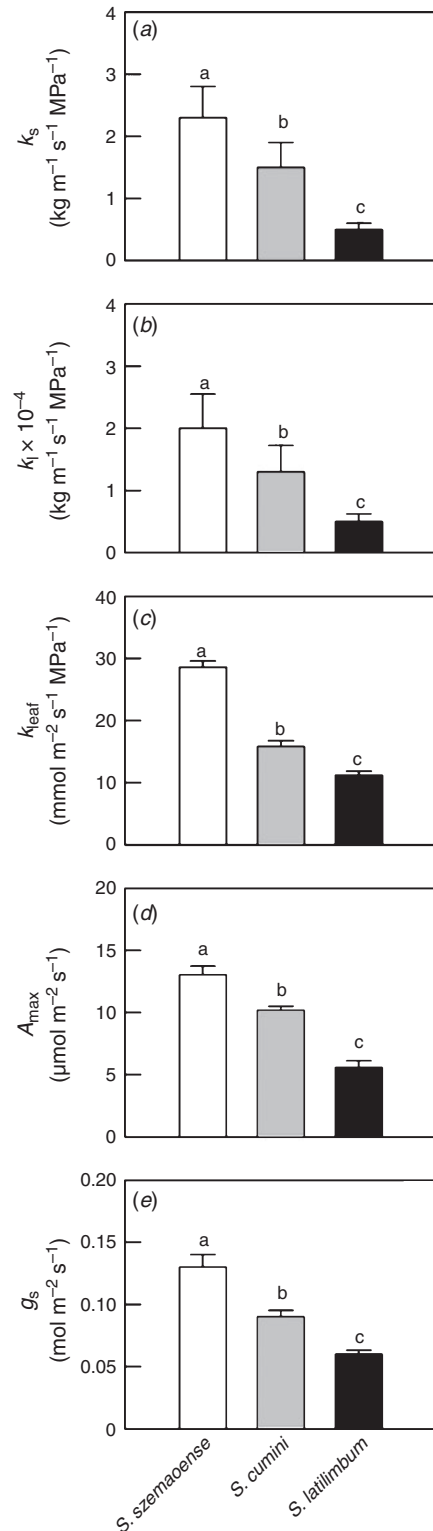 (a)
4
a
3
b
2
c
1
0
kₛ
(kg m⁻¹ s⁻¹ MPa⁻¹)
(b)
4
3
a
2
b
1
c
0
kₗ × 10⁻⁴
(kg m⁻¹ s⁻¹ MPa⁻¹)
(c)
40
a
30
b
20
c
10
0
k_leaf
(mmol m⁻² s⁻¹ MPa⁻¹)
(d)
20
a
15
b
10
c
5
0
A_max
(µmol m⁻² s⁻¹)
(e)
0.20
a
0.15
b
0.10
c
0.05
0
gₛ
(mol m⁻² s⁻¹)
S. szemaoense
S. cumini
S. latilimbum